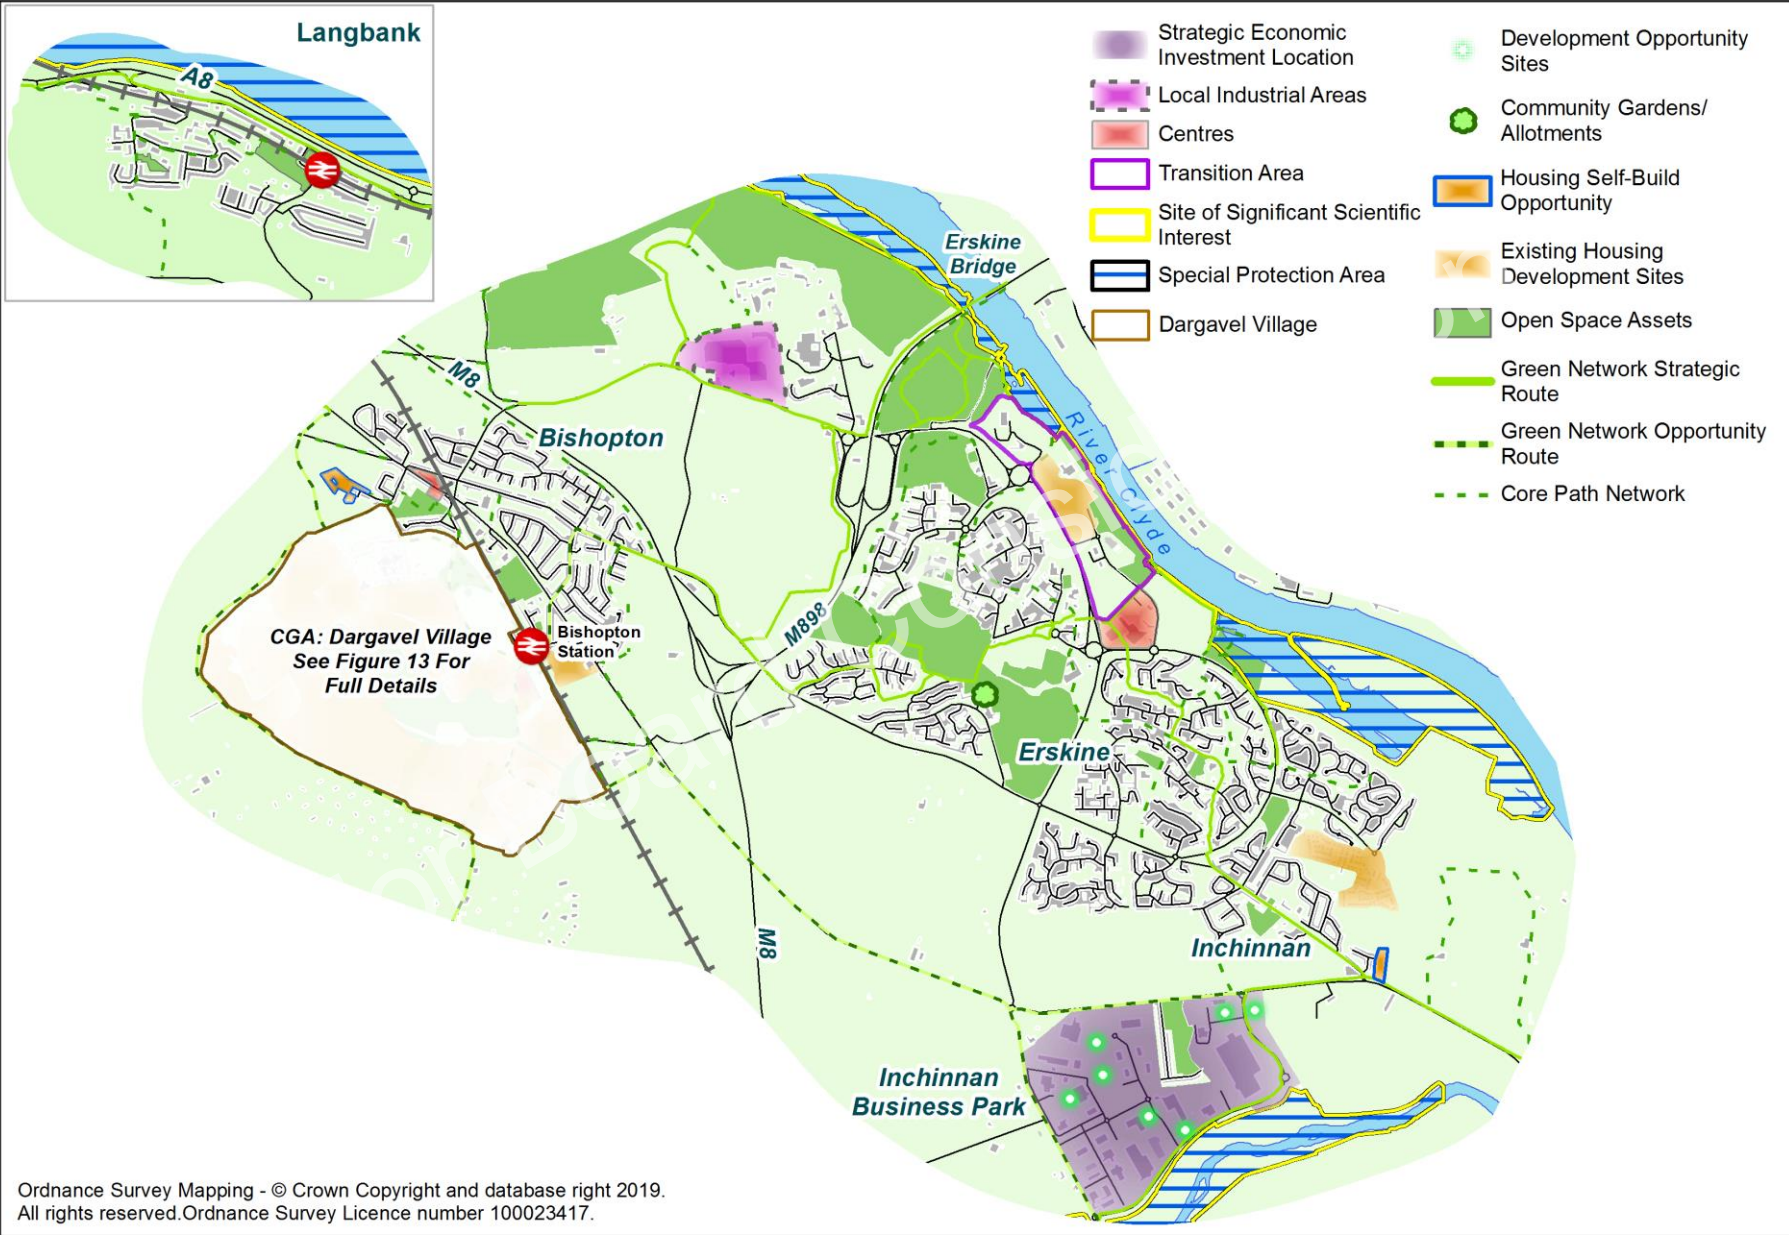 Langbank
A8
Strategic Economic
Investment Location
Local Industrial Areas
Centres
Transition Area
Site of Significant Scientific
Interest
Special Protection Area
Dargavel Village
Development Opportunity
Sites
Community Gardens/
Allotments
Housing Self-Build
Opportunity
Existing Housing
Development Sites
Open Space Assets
Green Network Strategic
Route
Green Network Opportunity
Route
Core Path Network
Erskine
Bridge
M8
Bishopton
River Clyde
CGA: Dargavel Village
See Figure 13 For
Full Details
Bishopton
Station
M898
Erskine
M8
Inchinnan
Inchinnan
Business Park
Ordnance Survey Mapping - © Crown Copyright and database right 2019.
All rights reserved.Ordnance Survey Licence number 100023417.